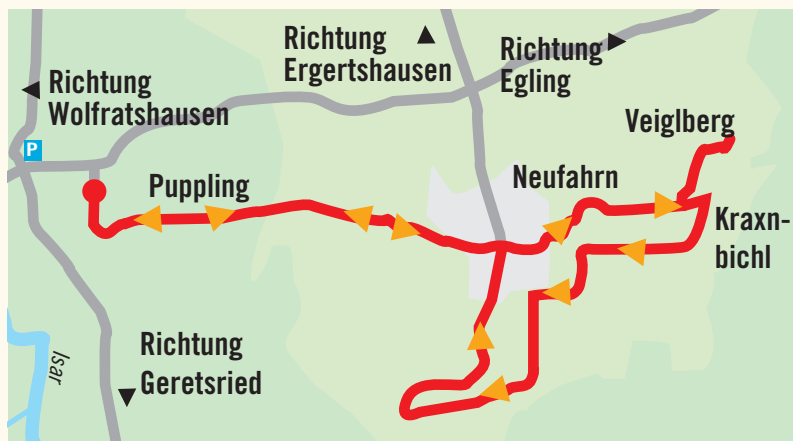 Richtung
Ergertshausen
Richtung
Egling
Richtung
Wolfratshausen
P
Veiglberg
Puppling
Neufahrn
Kraxn-
bichl
Isar
Richtung
Geretsried